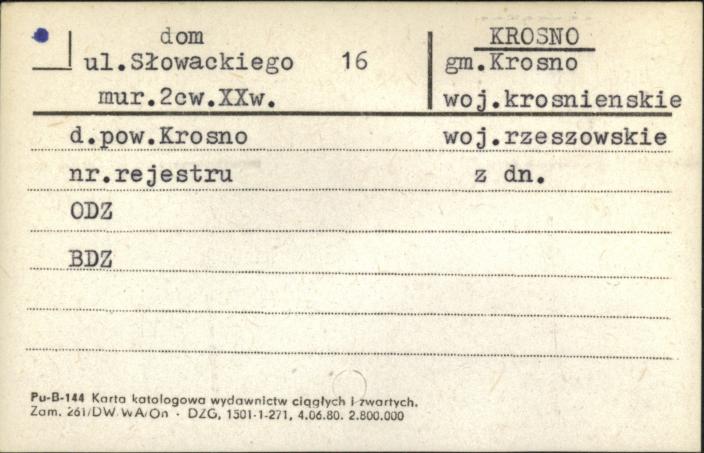 dom
ul.Słowackiego 16
mur.2cw.XXw.
KROSNO
gm.Krosno
woj.krosnienskie
d.pow.Krosno woj.rzeszowskie
nr.rejestru z dn.
ODZ
BDZ
Pu-B-144 Karta katologowa wydawnictw ciągłych i zwartych.
Zam. 261/DW WA/On - DZG, 1501-1-271, 4.06.80. 2.800.000